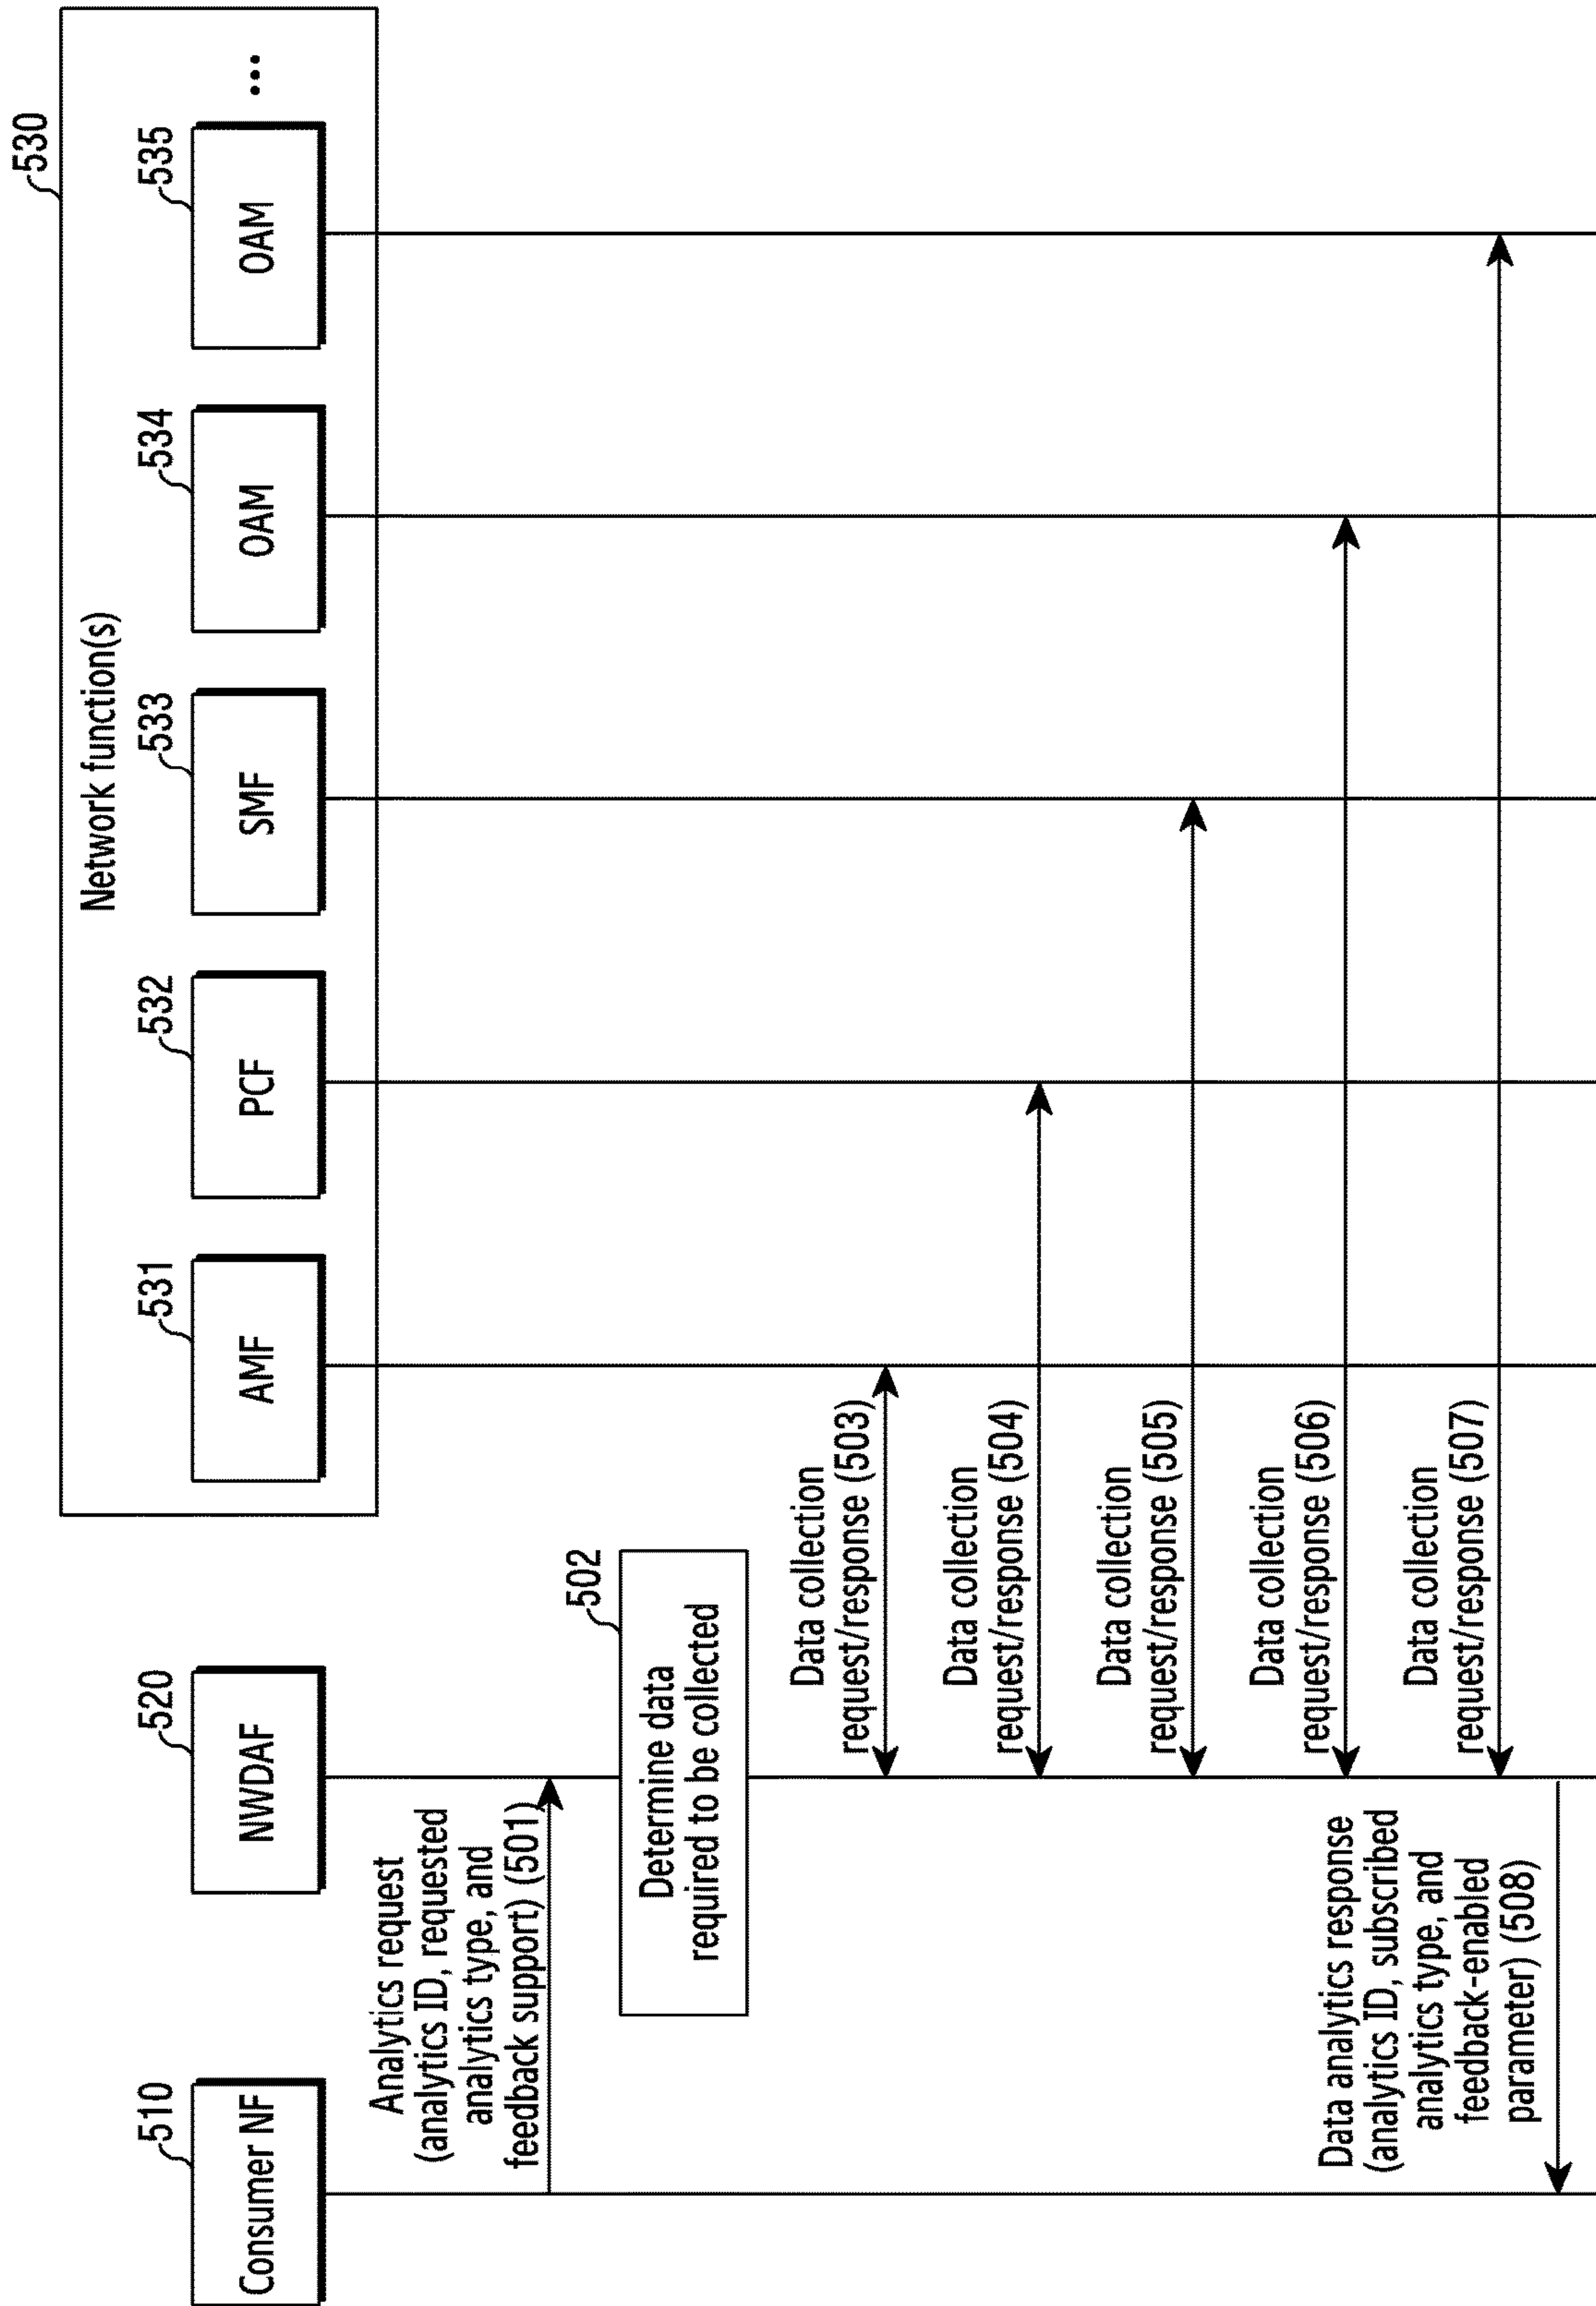 530
Network function(s)
510
520
531
532
533
534
535
Consumer NF
NWDAF
AMF
PCF
SMF
OAM
OAM
...
Analytics request
(analytics ID, requested
analytics type, and
feedback support) (501)
502
Determine data
required to be collected
Data collection
request/response (503)
Data collection
request/response (504)
Data collection
request/response (505)
Data collection
request/response (506)
Data collection
request/response (507)
Data analytics response
(analytics ID, subscribed
analytics type, and
feedback-enabled
parameter) (508)